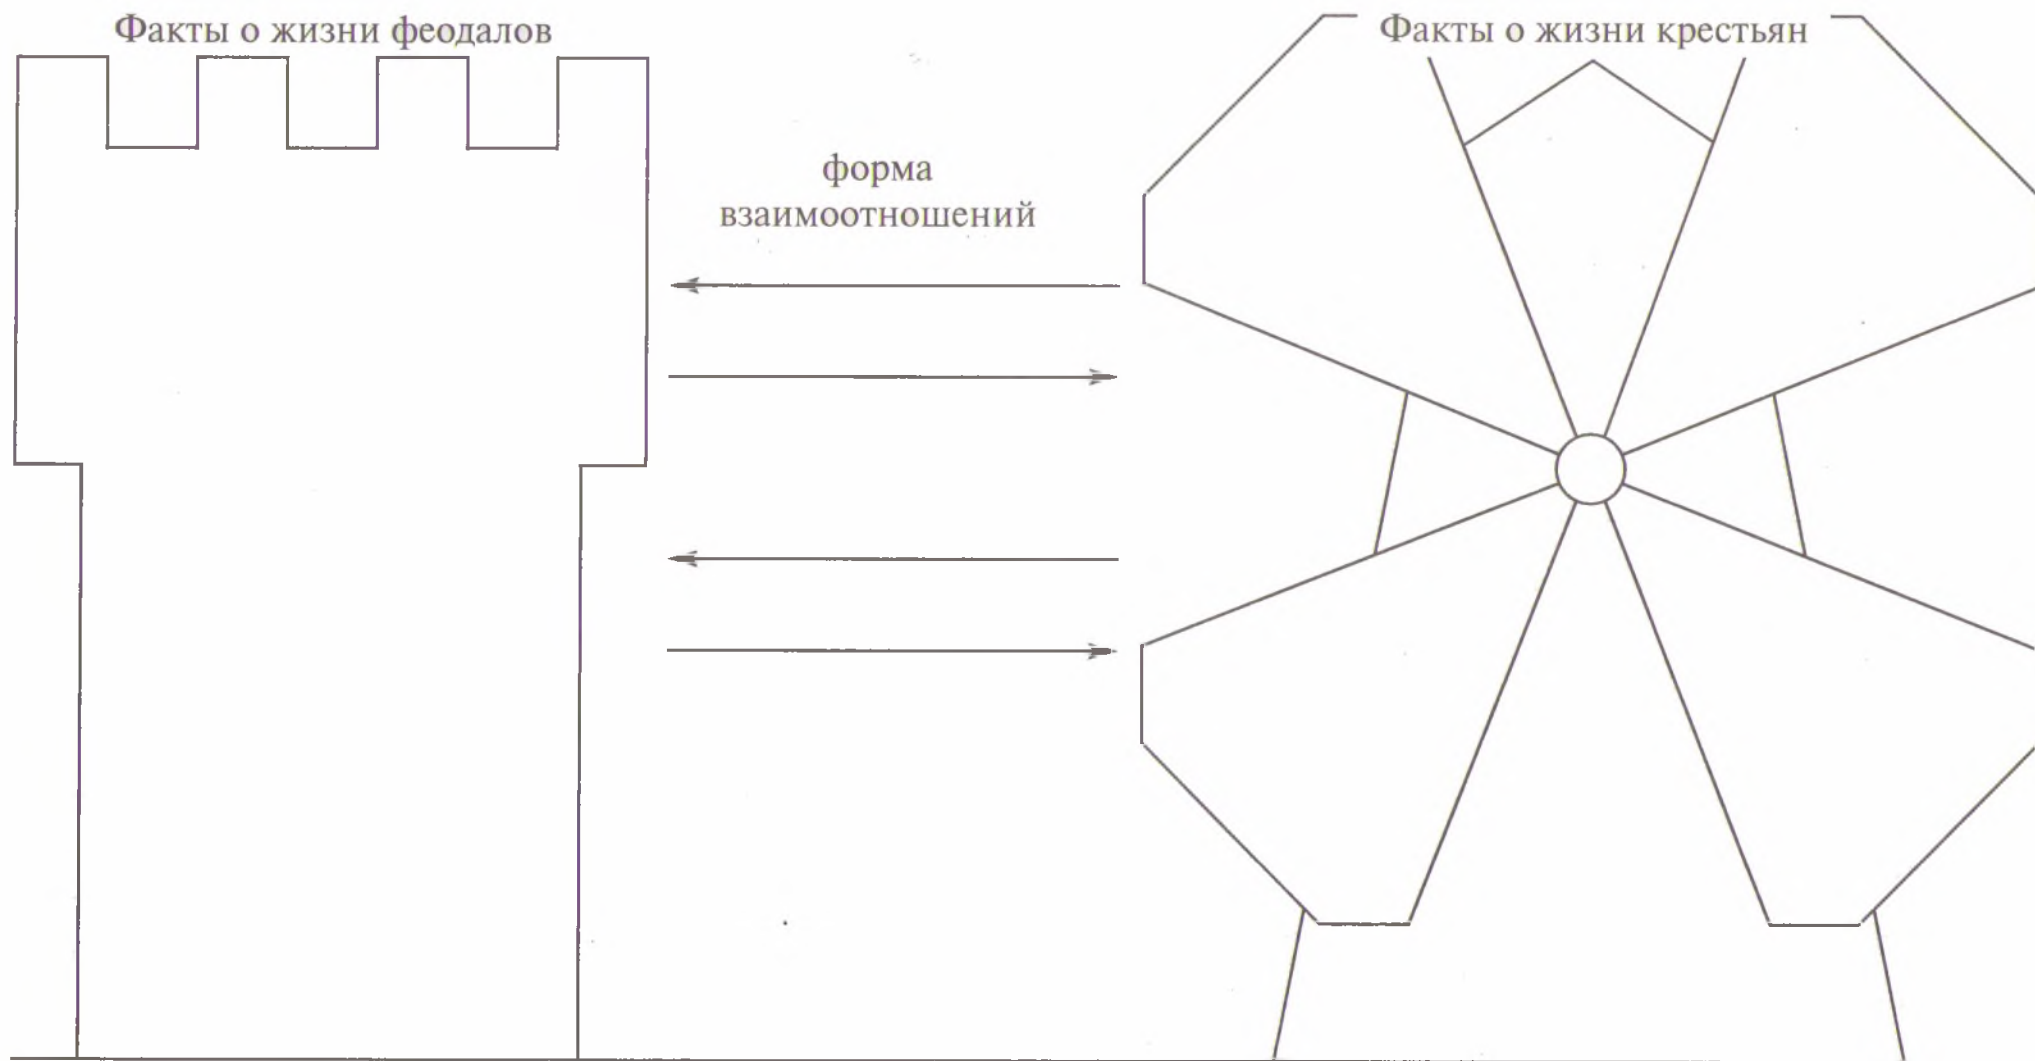 Факты о жизни феодалов
Факты о жизни крестьян
форма
взаимоотношений